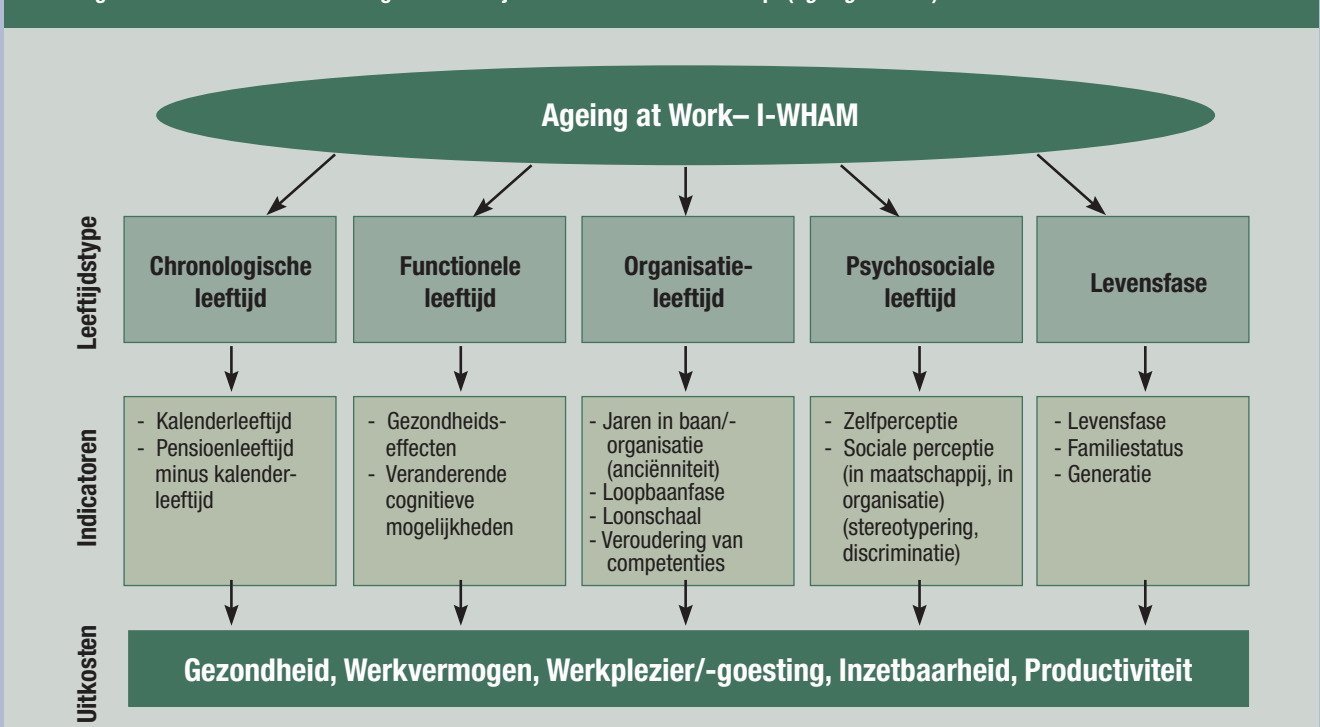 Ageing at Work– I-WHAM
Leeftijdstype
Chronologische
leeftijd
Functionele
leeftijd
Organisatie-
leeftijd
Psychosociale
leeftijd
Levensfase
Indicatoren
- Kalenderleeftijd
- Pensioenleeftijd
minus kalender-
leeftijd
- Gezondheids-
effecten
- Veranderende
cognitieve
mogelijkheden
- Jaren in baan/-
organisatie
(anciënniteit)
- Loopbaanfase
- Loonschaal
- Veroudering van
competenties
- Zelfperceptie
- Sociale perceptie
(in maatschappij, in
organisatie)
(stereotypering,
discriminatie)
- Levensfase
- Familiestatus
- Generatie
Uitkosten
Gezondheid, Werkvermogen, Werkplezier/-goesting, Inzetbaarheid, Productiviteit